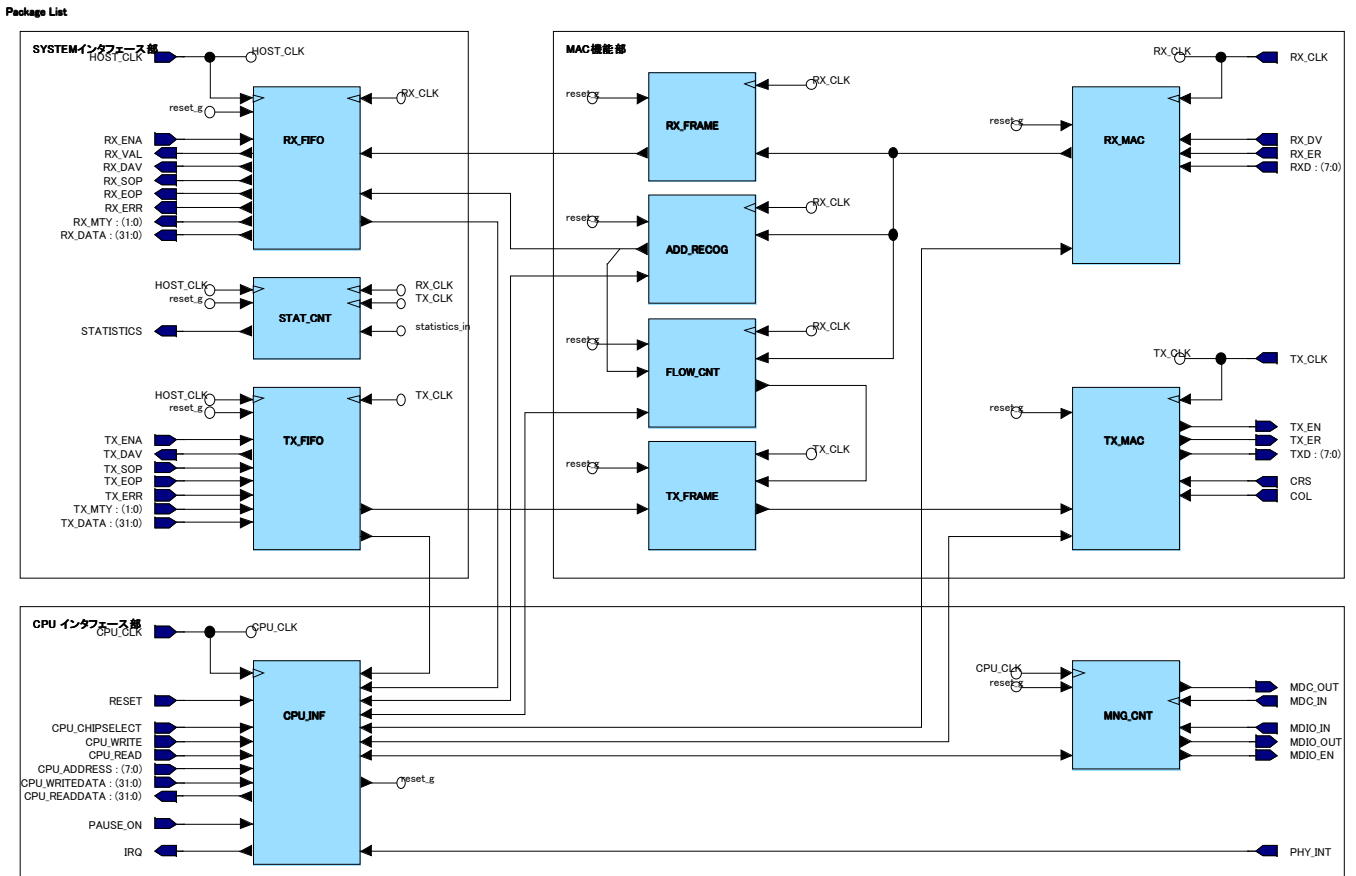 Package List
SYSTEMインタフェース部
HOST_CLK
HOST_CLK
RX_CLK
reset_g
RX_FIFO
RX_ENA
RX_VAL
RX_DAV
RX_SOP
RX_EOP
RX_ERR
RX_MTY : (1:0)
RX_DATA : (31:0)
HOST_CLK
reset_g
RX_CLK
TX_CLK
STAT_CNT
STATISTICS
statistics_in
HOST_CLK
reset_g
TX_CLK
TX_FIFO
TX_ENA
TX_DAV
TX_SOP
TX_EOP
TX_ERR
TX_MTY : (1:0)
TX_DATA : (31:0)
MAC機能部
RX_CLK
reset_g
RX_FRAME
RX_CLK
reset_g
ADD_RECOG
RX_CLK
reset_g
FLOW_CNT
TX_CLK
reset_g
TX_FRAME
RX_CLK
RX_CLK
reset_g
RX_MAC
RX_DV
RX_ER
RXD : (7:0)
TX_CLK
TX_CLK
reset_g
TX_MAC
TX_EN
TX_ER
TXD : (7:0)
CRS
COL
CPU インタフェース部
CPU_CLK
CPU_CLK
RESET
CPU_INF
CPU_CHIPSELECT
CPU_WRITE
CPU_READ
CPU_ADDRESS : (7:0)
CPU_WRITEDATA : (31:0)
CPU_READDATA : (31:0)
reset_g
PAUSE_ON
IRQ
CPU_CLK
reset_g
MNG_CNT
MDC_OUT
MDC_IN
MDIO_IN
MDIO_OUT
MDIO_EN
PHY_INT